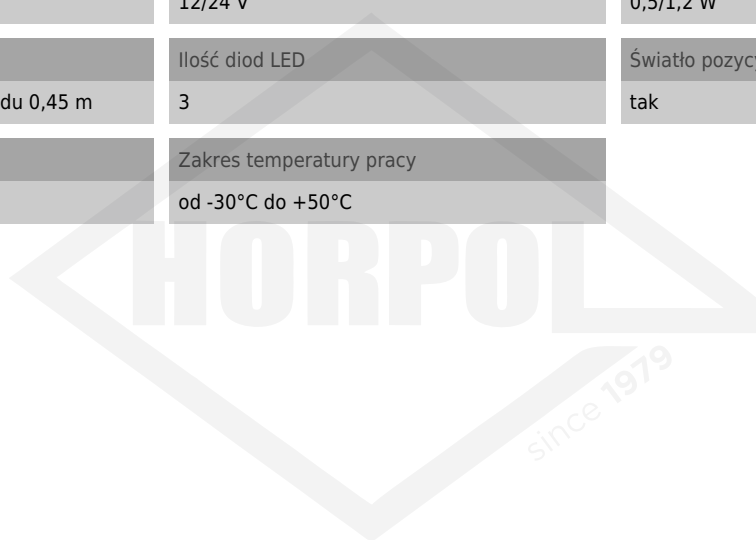 12/24 V
0,5/1,2 W
Ilość diod LED
Światło
du 0,45 m
3
tak
Zakres temperatury pracy
od -30°C do +50°C
HORPOL
since 1979